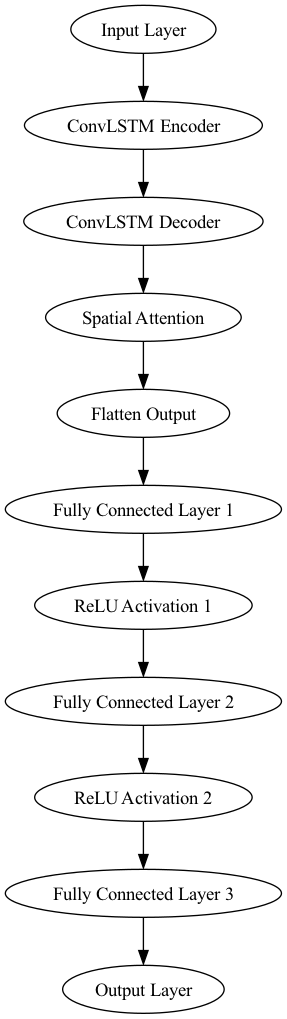 Input Layer
ConvLSTM Encoder
ConvLSTM Decoder
Spatial Attention
Flatten Output
Fully Connected Layer 1
ReLU Activation 1
Fully Connected Layer 2
ReLU Activation 2
Fully Connected Layer 3
Output Layer